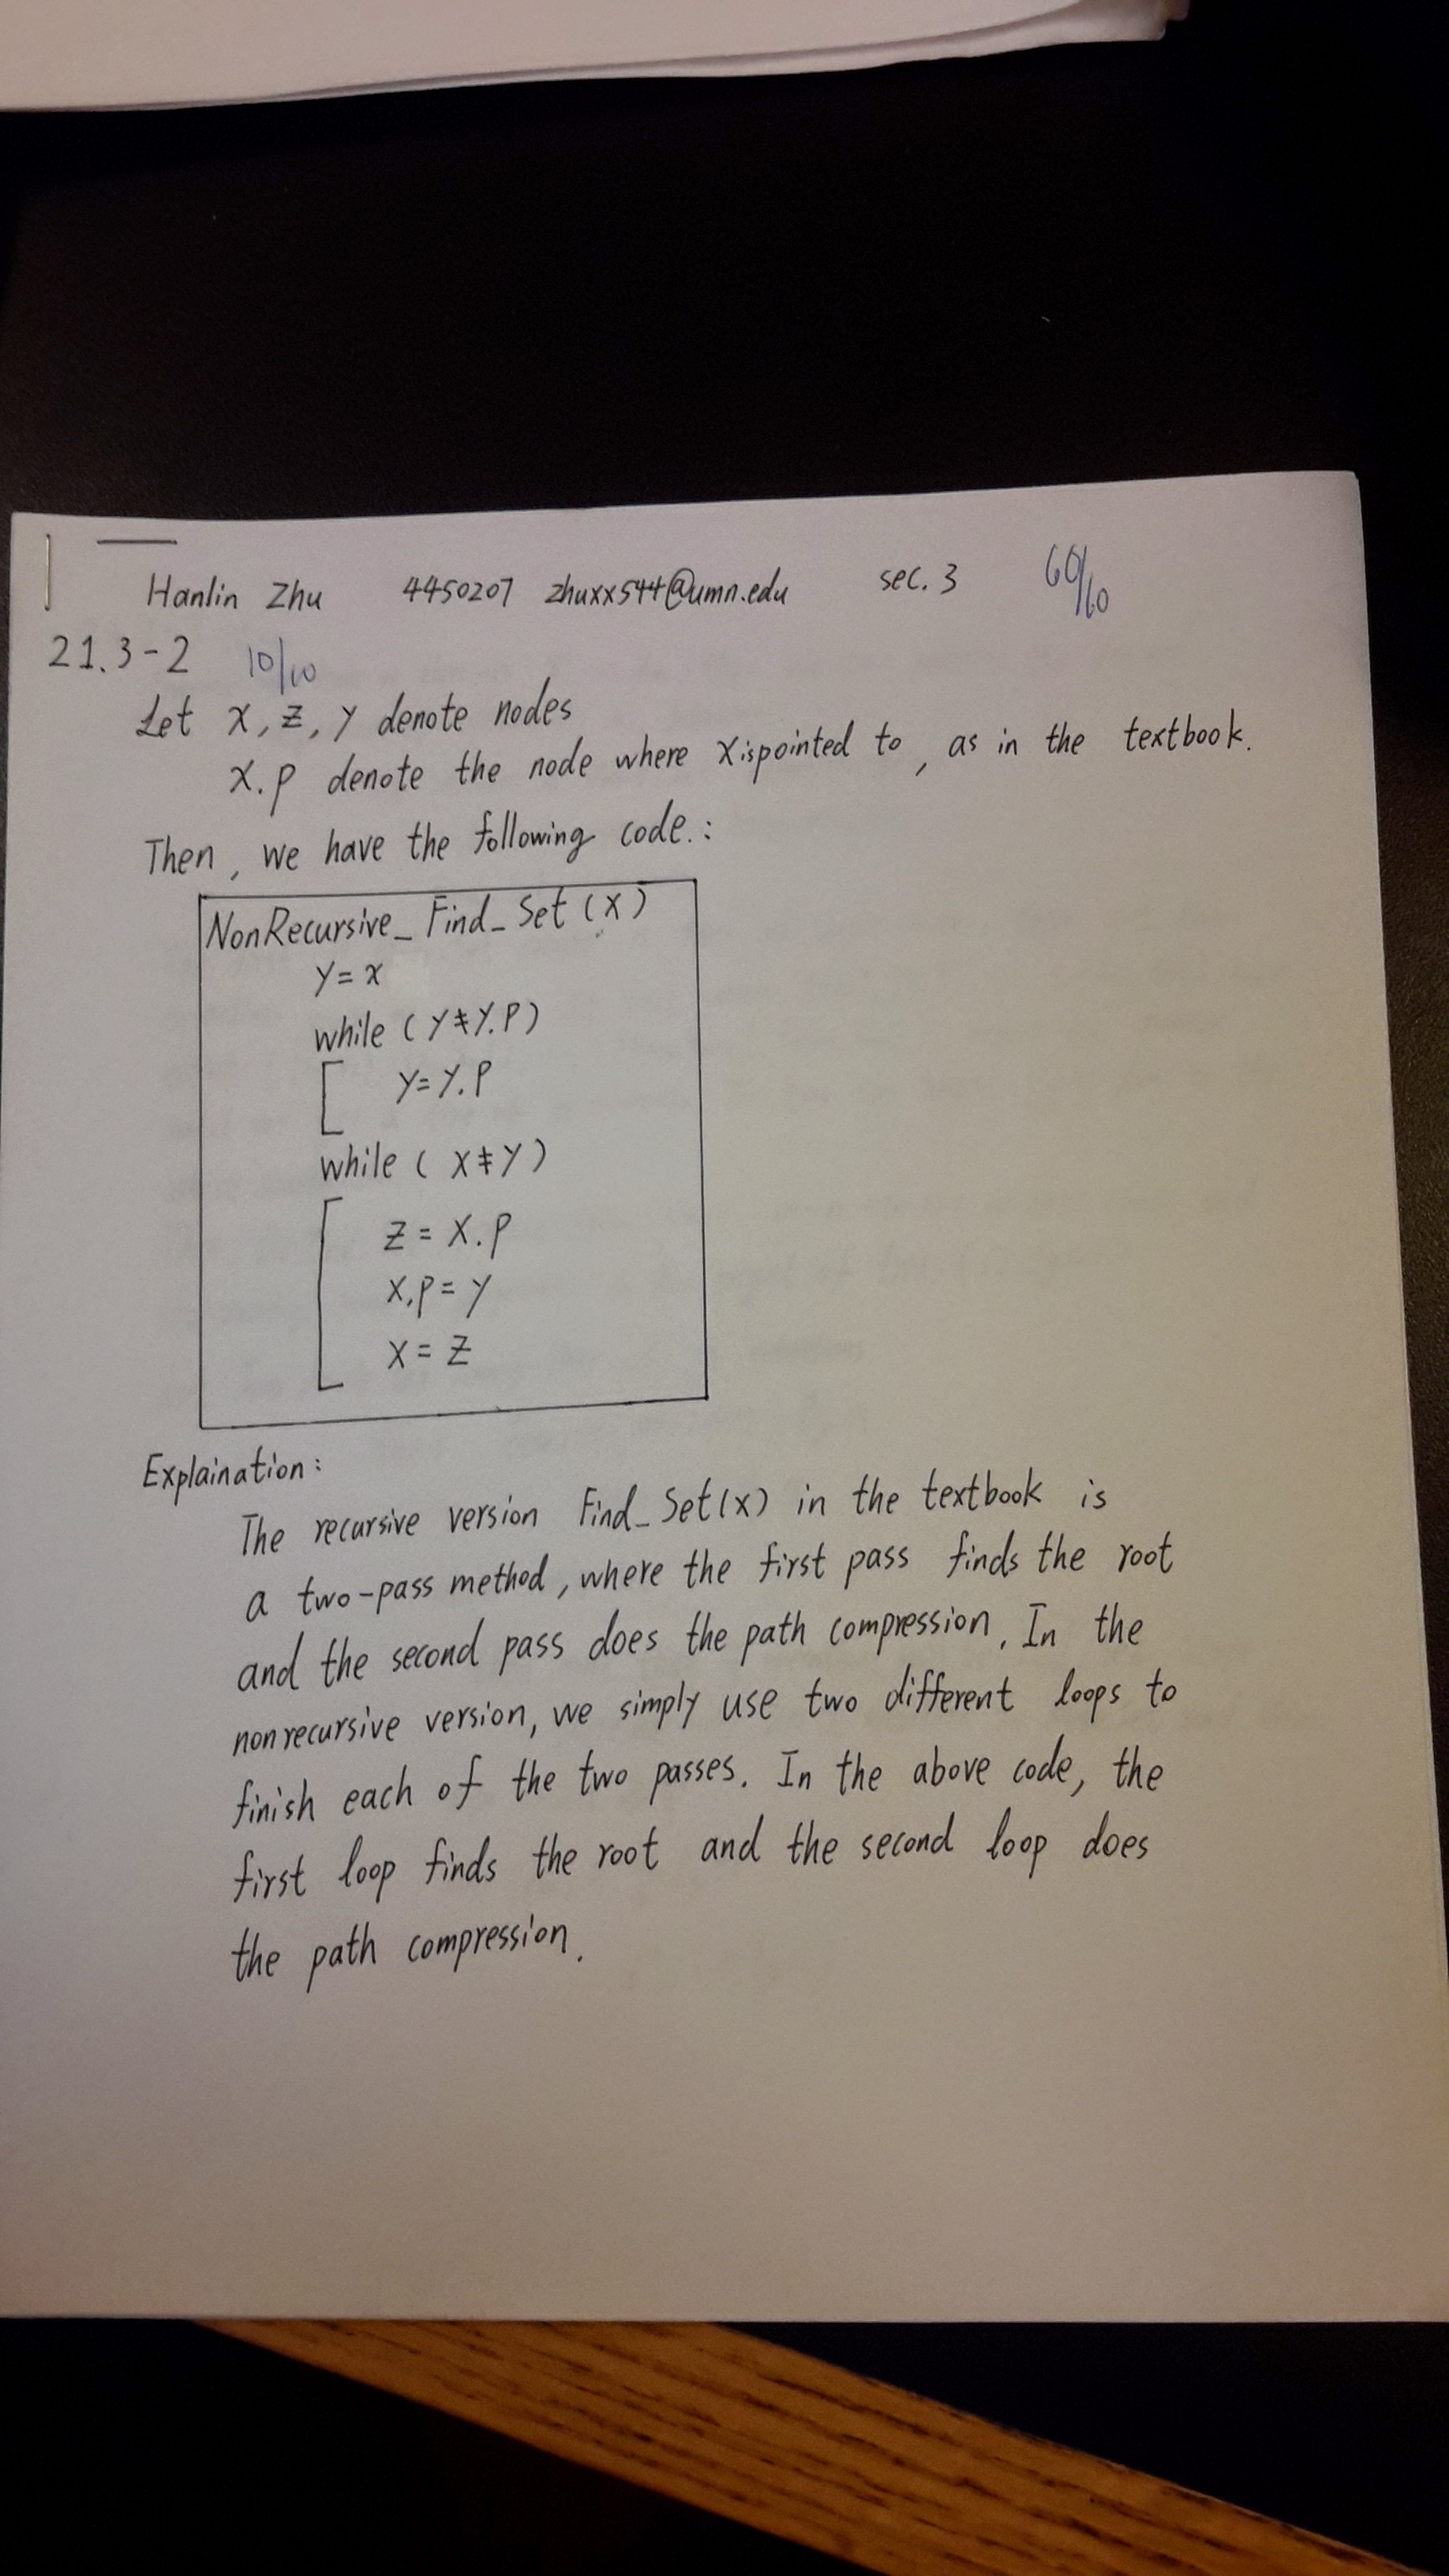 Hanlin Zhu 4450207 zhuxx544@umn.edu sec. 3 60/60
21.3-2 10/10
Let x, z, y denote nodes
x.p denote the node where x is pointed to, as in the textbook.
Then, we have the following code.:
NonRecursive_Find_Set (x)
y = x
while ( y ≠ y.p )
y = y.p
while ( x ≠ y )
z = x.p
x.p = y
x = z
Explaination:
The recursive version Find_Set(x) in the textbook is
a two-pass method, where the first pass finds the root
and the second pass does the path compression. In the
nonrecursive version, we simply use two different loops to
finish each of the two passes. In the above code, the
first loop finds the root and the second loop does
the path compression.